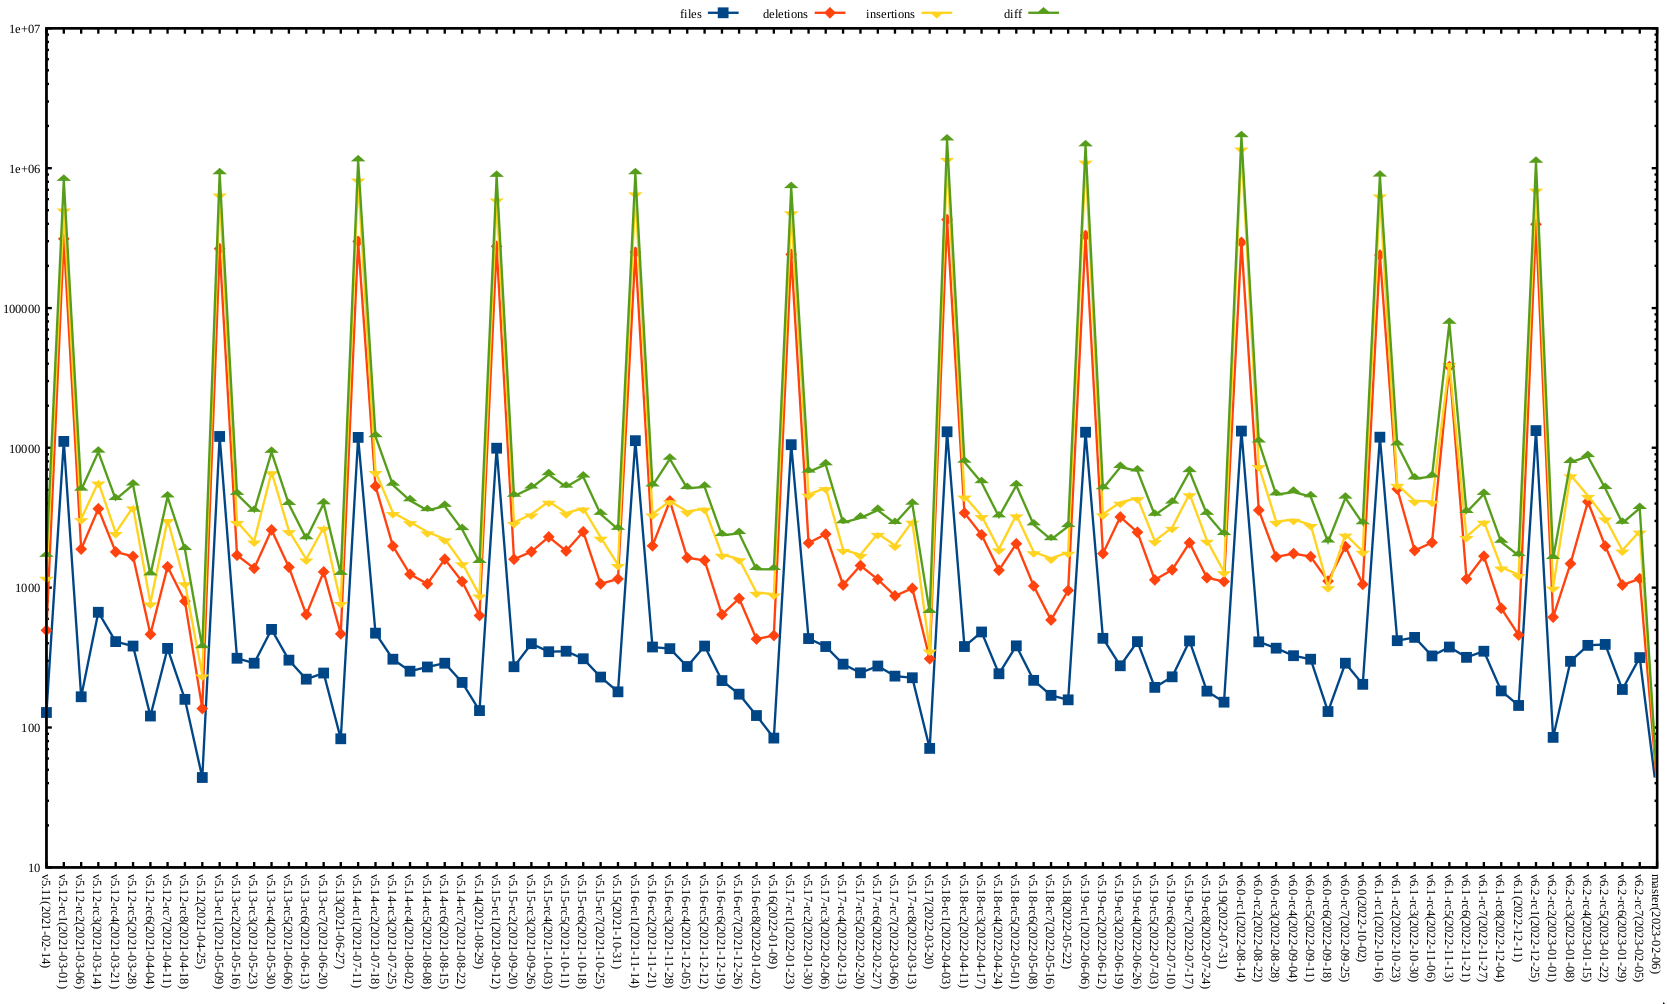 files
deletions
insertions
diff
1e+07
1e+06
100000
10000
1000
100
10
v5.11(2021-02-14)
v5.12-rc1(2021-03-01)
v5.12-rc2(2021-03-06)
v5.12-rc3(2021-03-14)
v5.12-rc4(2021-03-21)
v5.12-rc5(2021-03-28)
v5.12-rc6(2021-04-04)
v5.12-rc7(2021-04-11)
v5.12-rc8(2021-04-18)
v5.12(2021-04-25)
v5.13-rc1(2021-05-09)
v5.13-rc2(2021-05-16)
v5.13-rc3(2021-05-23)
v5.13-rc4(2021-05-30)
v5.13-rc5(2021-06-06)
v5.13-rc6(2021-06-13)
v5.13-rc7(2021-06-20)
v5.13(2021-06-27)
v5.14-rc1(2021-07-11)
v5.14-rc2(2021-07-18)
v5.14-rc3(2021-07-25)
v5.14-rc4(2021-08-02)
v5.14-rc5(2021-08-08)
v5.14-rc6(2021-08-15)
v5.14-rc7(2021-08-22)
v5.14(2021-08-29)
v5.15-rc1(2021-09-12)
v5.15-rc2(2021-09-20)
v5.15-rc3(2021-09-26)
v5.15-rc4(2021-10-03)
v5.15-rc5(2021-10-11)
v5.15-rc6(2021-10-18)
v5.15-rc7(2021-10-25)
v5.15(2021-10-31)
v5.16-rc1(2021-11-14)
v5.16-rc2(2021-11-21)
v5.16-rc3(2021-11-28)
v5.16-rc4(2021-12-05)
v5.16-rc5(2021-12-12)
v5.16-rc6(2021-12-19)
v5.16-rc7(2021-12-26)
v5.16-rc8(2022-01-02)
v5.16(2022-01-09)
v5.17-rc1(2022-01-23)
v5.17-rc2(2022-01-30)
v5.17-rc3(2022-02-06)
v5.17-rc4(2022-02-13)
v5.17-rc5(2022-02-20)
v5.17-rc6(2022-02-27)
v5.17-rc7(2022-03-06)
v5.17-rc8(2022-03-13)
v5.17(2022-03-20)
v5.18-rc1(2022-04-03)
v5.18-rc2(2022-04-11)
v5.18-rc3(2022-04-17)
v5.18-rc4(2022-04-24)
v5.18-rc5(2022-05-01)
v5.18-rc6(2022-05-08)
v5.18-rc7(2022-05-16)
v5.18(2022-05-22)
v5.19-rc1(2022-06-06)
v5.19-rc2(2022-06-12)
v5.19-rc3(2022-06-19)
v5.19-rc4(2022-06-26)
v5.19-rc5(2022-07-03)
v5.19-rc6(2022-07-10)
v5.19-rc7(2022-07-17)
v5.19-rc8(2022-07-24)
v5.19(2022-07-31)
v6.0-rc1(2022-08-14)
v6.0-rc2(2022-08-22)
v6.0-rc3(2022-08-28)
v6.0-rc4(2022-09-04)
v6.0-rc5(2022-09-11)
v6.0-rc6(2022-09-18)
v6.0-rc7(2022-09-25)
v6.0(2022-10-02)
v6.1-rc1(2022-10-16)
v6.1-rc2(2022-10-23)
v6.1-rc3(2022-10-30)
v6.1-rc4(2022-11-06)
v6.1-rc5(2022-11-13)
v6.1-rc6(2022-11-21)
v6.1-rc7(2022-11-27)
v6.1-rc8(2022-12-04)
v6.1(2022-12-11)
v6.2-rc1(2022-12-25)
v6.2-rc2(2023-01-01)
v6.2-rc3(2023-01-08)
v6.2-rc4(2023-01-15)
v6.2-rc5(2023-01-22)
v6.2-rc6(2023-01-29)
v6.2-rc7(2023-02-05)
master(2023-02-06)